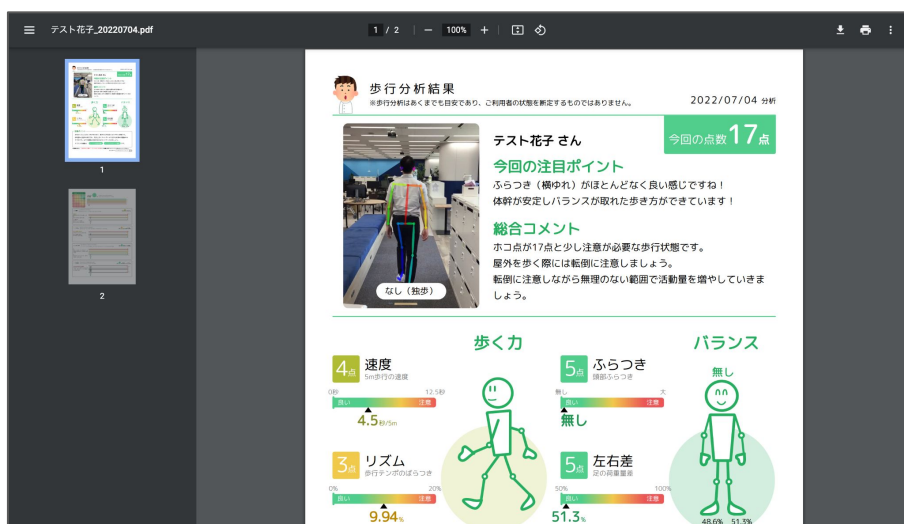 テスト花子_20220704.pdf
1 / 2
100%
1
2
歩行分析結果
※歩行分析はあくまでも目安であり、ご利用者の状態を断定するものではありません。
2022/07/04 分析
テスト花子 さん
今回の点数17点
今回の注目ポイント
ふらつき（横ゆれ）がほとんどなく良い感じですね！
体幹が安定しバランスが取れた歩き方ができています！
総合コメント
ホコ点が17点と少し注意が必要な歩行状態です。
屋外を歩く際には転倒に注意しましょう。
転倒に注意しながら無理のない範囲で活動量を増やしていきま
しょう。
なし（独歩）
歩く力
バランス
4点 速度
5m歩行の速度
0秒 12.5秒
良い 注意
4.5秒/5m
5点 ふらつき
頭部ふらつき
無し 大
良い 注意
無し
無し
3点 リズム
歩行テンポのばらつき
0% 20%
良い 注意
9.94%
5点 左右差
足の荷重量差
50% 100%
良い 注意
51.3%
48.6% 51.3%